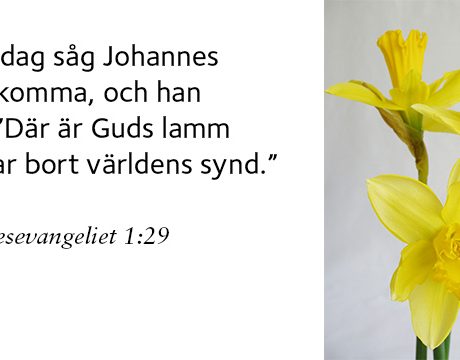 dag såg Johannes
komma, och han
”Där är Guds lamm
ar bort världens synd.”
esevangeliet 1:29